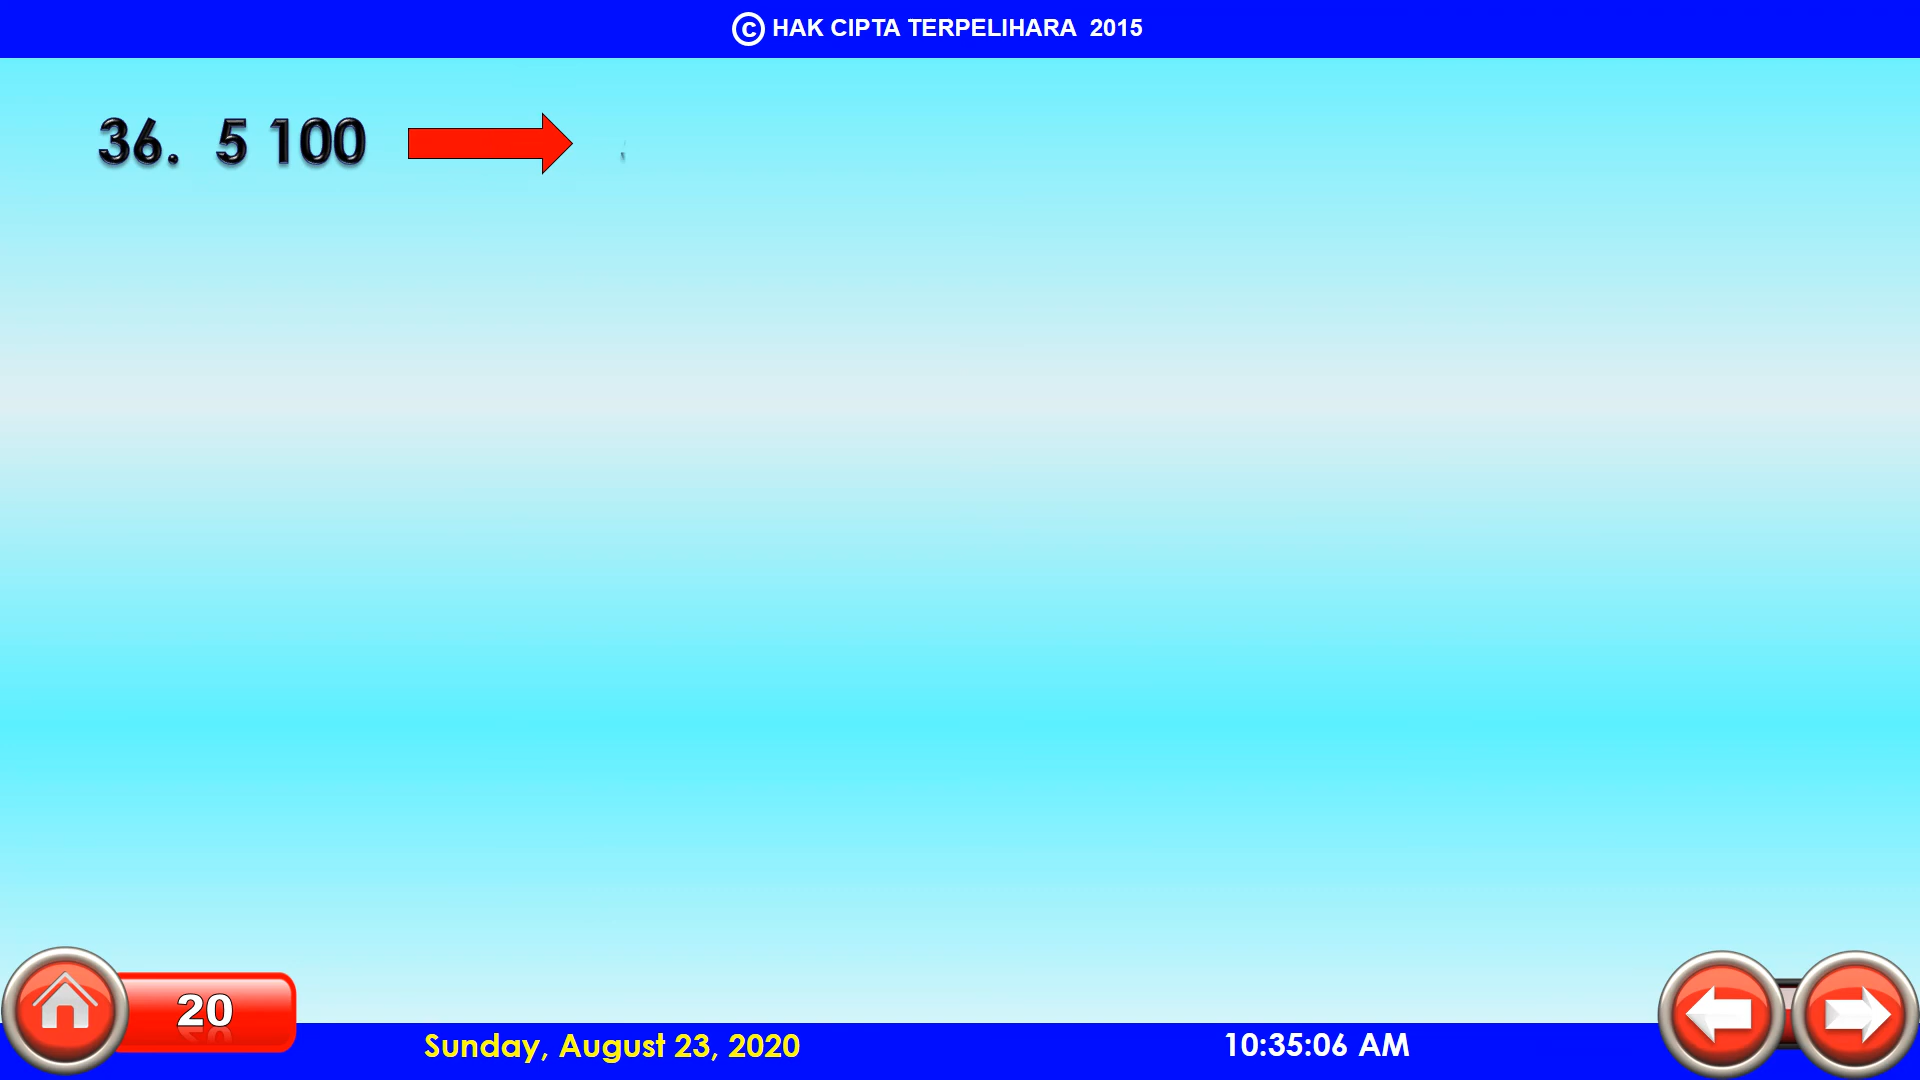 © HAK CIPTA TERPELIHARA 2015
36. 5 100
20
Sunday, August 23, 2020
10:35:06 AM